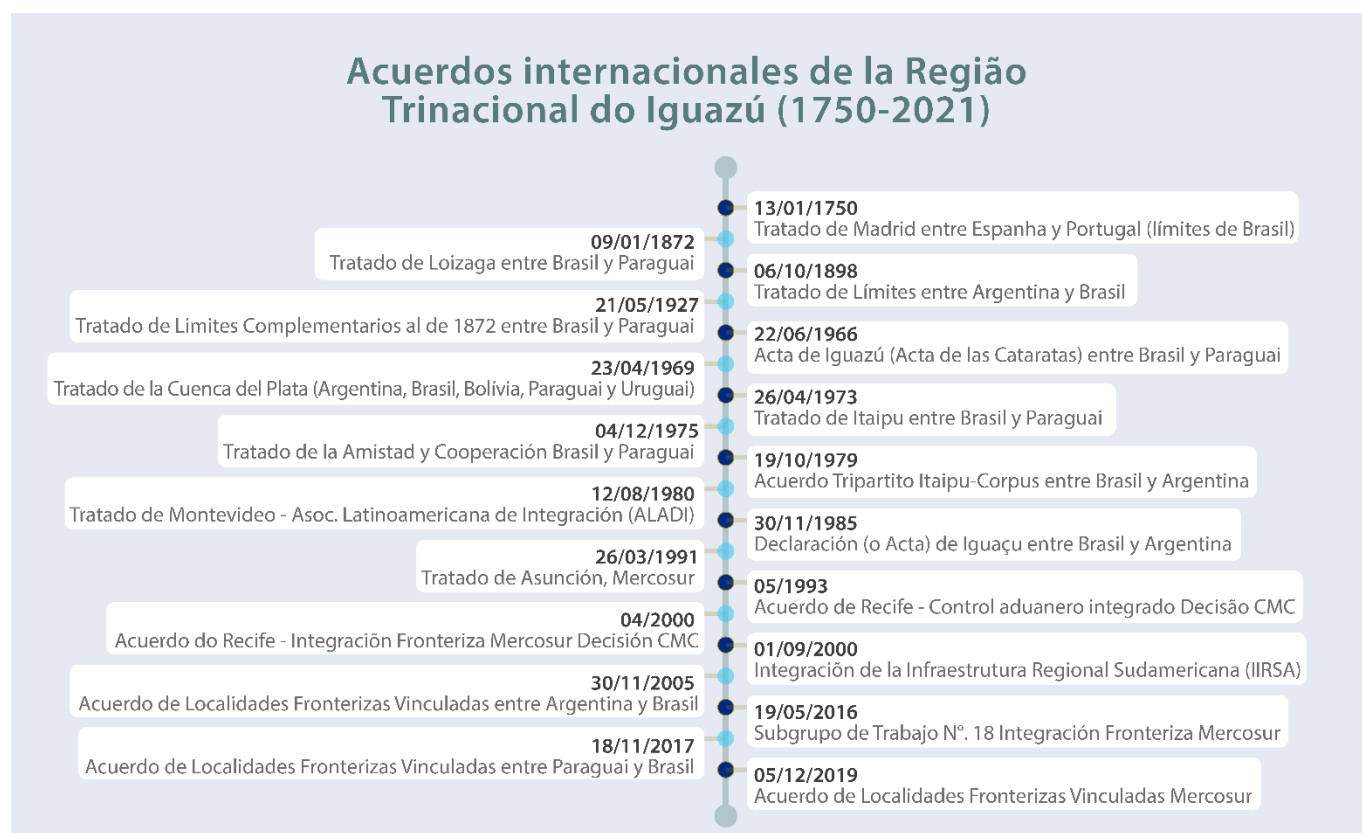 Acuerdos internacionales de la Região
Trinacional do Iguazú (1750-2021)
13/01/1750
Tratado de Madrid entre Espanha y Portugal (límites de Brasil)
09/01/1872
Tratado de Loizaga entre Brasil y Paraguai
06/10/1898
Tratado de Límites entre Argentina y Brasil
21/05/1927
Tratado de Limites Complementarios al de 1872 entre Brasil y Paraguai
22/06/1966
Acta de Iguazú (Acta de las Cataratas) entre Brasil y Paraguai
23/04/1969
Tratado de la Cuenca del Plata (Argentina, Brasil, Bolívia, Paraguai y Uruguai)
26/04/1973
Tratado de Itaipu entre Brasil y Paraguai
04/12/1975
Tratado de la Amistad y Cooperación Brasil y Paraguai
19/10/1979
Acuerdo Tripartito Itaipu-Corpus entre Brasil y Argentina
12/08/1980
Tratado de Montevideo - Asoc. Latinoamericana de Integración (ALADI)
30/11/1985
Declaración (o Acta) de Iguaçu entre Brasil y Argentina
26/03/1991
Tratado de Asunción, Mercosur
05/1993
Acuerdo de Recife - Control aduanero integrado Decisão CMC
04/2000
Acuerdo do Recife - Integraciõn Fronteriza Mercosur Decisión CMC
01/09/2000
Integraciõn de la Infraestrutura Regional Sudamericana (IIRSA)
30/11/2005
Acuerdo de Localidades Fronterizas Vinculadas entre Argentina y Brasil
19/05/2016
Subgrupo de Trabajo N°. 18 Integración Fronteriza Mercosur
18/11/2017
Acuerdo de Localidades Fronterizas Vinculadas entre Paraguai y Brasil
05/12/2019
Acuerdo de Localidades Fronterizas Vinculadas Mercosur